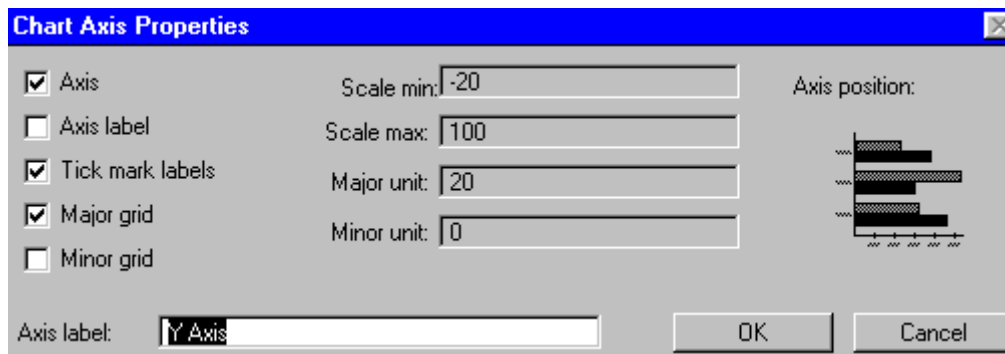 Chart Axis Properties
Axis
Axis label
Tick mark labels
Major grid
Minor grid
Scale min: -20
Scale max: 100
Major unit: 20
Minor unit: 0
Axis position:
Axis label: Y Axis
OK
Cancel